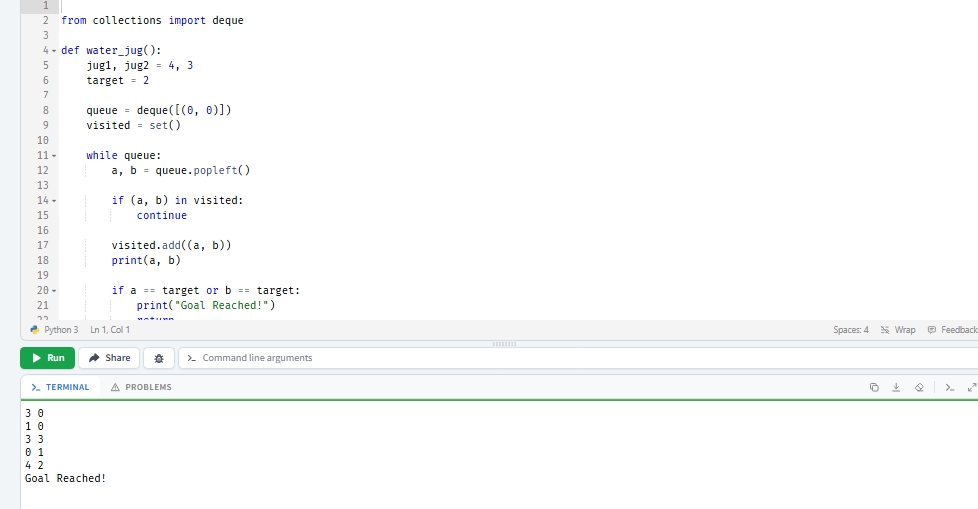 1
2 from collections import deque
3
4 def water_jug():
5     jug1, jug2 = 4, 3
6     target = 2
7
8     queue = deque([(0, 0)])
9     visited = set()
10
11     while queue:
12         a, b = queue.popleft()
13
14         if (a, b) in visited:
15             continue
16
17         visited.add((a, b))
18         print(a, b)
19
20         if a == target or b == target:
21             print("Goal Reached!")
22             return
Python 3 Ln 1, Col 1 Spaces: 4 Wrap Feedback
Run Share >_ Command line arguments
>_ TERMINAL PROBLEMS
3 0
1 0
3 3
0 1
4 2
Goal Reached!